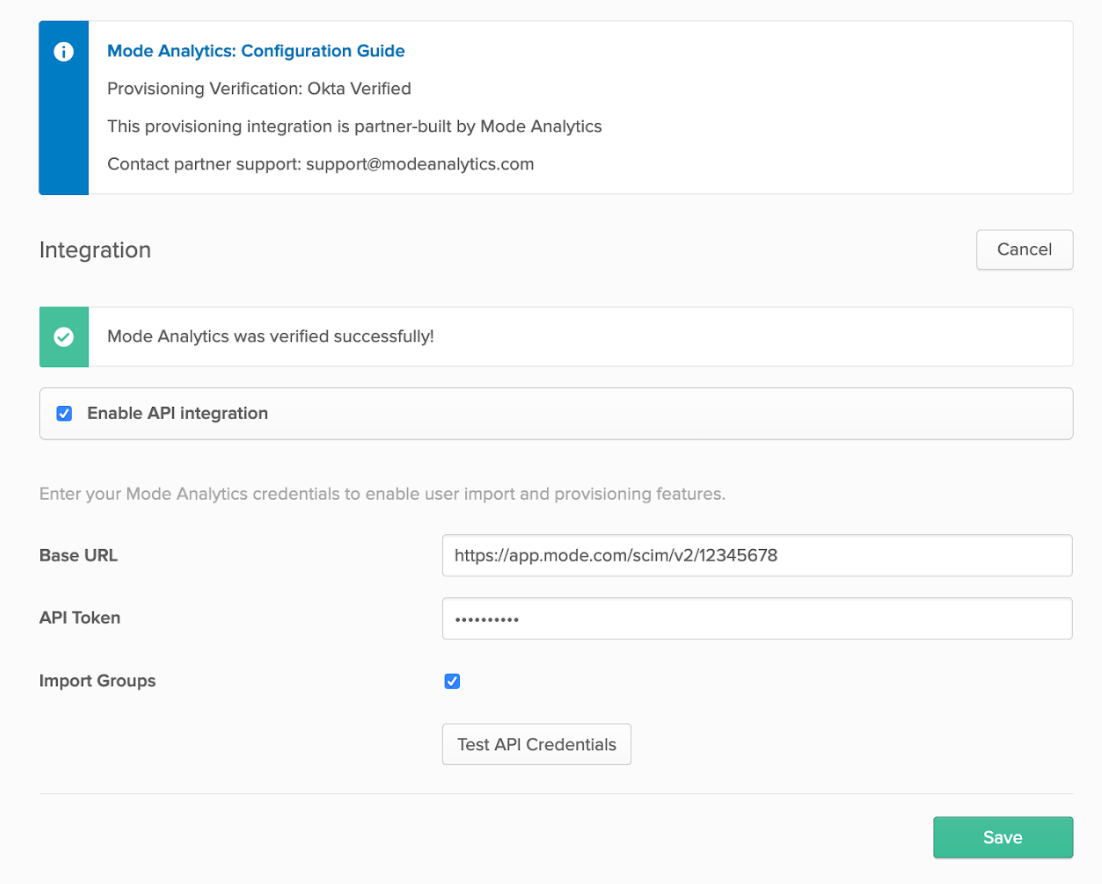 Mode Analytics: Configuration Guide
Provisioning Verification: Okta Verified
This provisioning integration is partner-built by Mode Analytics
Contact partner support: support@modeanalytics.com
Integration
Cancel
Mode Analytics was verified successfully!
Enable API integration
Enter your Mode Analytics credentials to enable user import and provisioning features.
Base URL
https://app.mode.com/scim/v2/12345678
API Token
••••••••••
Import Groups
Test API Credentials
Save